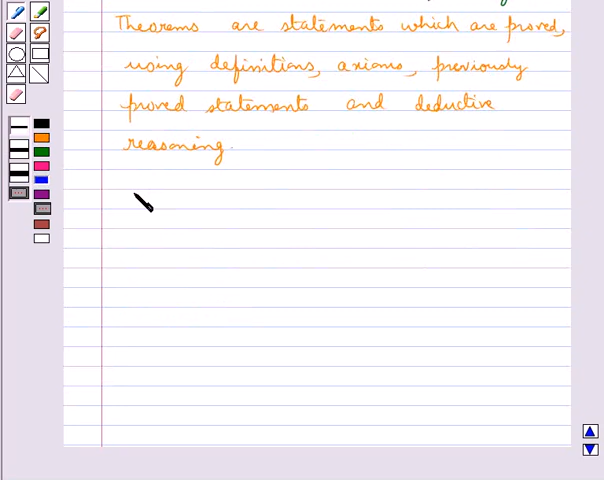 Theorems are statements which are proved,
using definitions, axioms, previously
proved statements and deductive
reasoning.